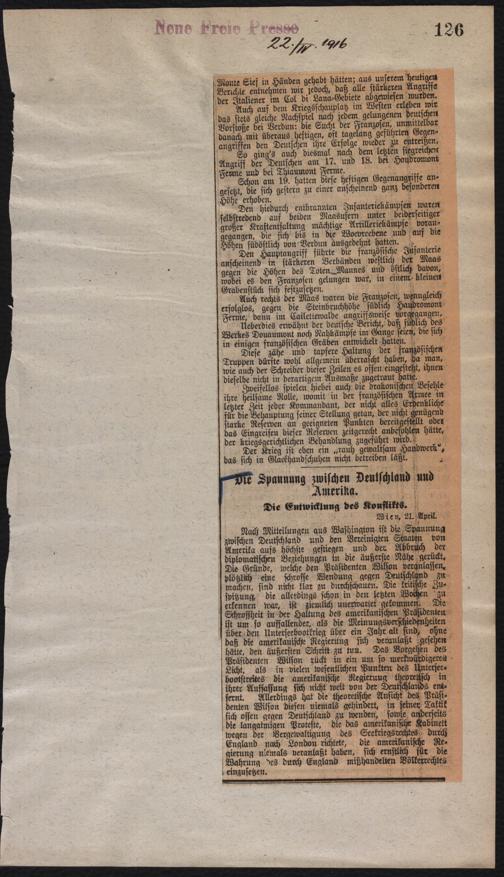 Neue Freie Presse
22./IV. 1916
126
Monte Sief in Händen gehabt hätten; aus unserem heutigen
Berichte entnehmen wir jedoch, daß alle stärkeren Angriffe
der Italiener im Col di Lana-Gebiete abgewiesen wurden.
Auch auf dem Kriegsschauplatz im Westen erleben wir
das stets gleiche Nachspiel nach jedem gelungenen deutschen
Vorstoße bei Verdun: die Sucht der Franzosen, unmittelbar
danach mit überaus heftigen, oft tagelang geführten Gegen-
angriffen den Deutschen ihre Erfolge wieder zu entreißen.
So ging's auch diesmal nach dem letzten siegreichen
Angriff der Deutschen am 17. und 18. bei Haudromont
Ferme und bei Thiaumont Ferme.
Schon am 19. hatten diese heftigen Gegenangriffe an-
gesetzt, die sich gestern zu einer anscheinend ganz besonderen
Höhe erhoben.
Den hiedurch entbrannten Infanteriekämpfen waren
selbstredend auf beiden Maasufern unter beiderseitiger
großer Kraftentfaltung mächtige Artilleriekämpfe voran-
gegangen, die sich bis in die Woevreebene und auf die
Höhen südöstlich von Verdun ausgedehnt hatten.
Den Hauptangriff führte die französische Infanterie
anscheinend in stärkeren Verbänden westlich der Maas
gegen die Höhen des Toten Mannes und östlich davon,
wobei es den Franzosen gelungen war, in einem kleinen
Grabenstück sich festzusetzen.
Auch rechts der Maas waren die Franzosen, wenngleich
erfolglos, gegen die Steinbruchhöhe südlich Haudromont
Ferme, dann im Cailletewalde angriffsweise vorgegangen.
Ueberdies erwähnt der deutsche Bericht, daß südlich des
Werkes Douaumont noch Nahkämpfe im Gange seien, die sich
in einigen französischen Gräben entwickelt hatten.
Diese zähe und tapfere Haltung der französischen
Truppen dürfte wohl allgemein überrascht haben, da man,
wie auch der Schreiber dieser Zeilen es offen eingesteht, ihnen
dieselbe nicht in derartigem Ausmaße zugetraut hatte.
Zweifellos spielen hiebei auch die drakonischen Befehle
ihre heilsame Rolle, womit in der französischen Armee in
letzter Zeit jeder Kommandant, der nicht alles Erdenkliche
für die Behauptung seiner Stellung getan, der nicht genügend
starke Reserven an geeigneten Punkten bereitgestellt oder
das Eingreifen dieser Reserven zeitgerecht anbefohlen hätte,
der kriegsgerichtlichen Behandlung zugeführt wird.
Der Krieg ist eben ein „rauh gewaltsam Handwerk",
das sich in Glacéhandschuhen nicht betreiben läßt.
Die Spannung zwischen Deutschland und
Amerika.
Die Entwicklung des Konflikts.
Wien, 21. April.
Nach Mitteilungen aus Washington ist die Spannung
zwischen Deutschland und den Vereinigten Staaten von
Amerika aufs höchste gestiegen und der Abbruch der
diplomatischen Beziehungen in die äußerste Nähe gerückt.
Die Gründe, welche den Präsidenten Wilson veranlassen,
plötzlich eine schroffe Wendung gegen Deutschland zu
machen, sind nicht klar zu durchschauen. Die kritische Zu-
spitzung, die allerdings schon in den letzten Wochen zu
erkennen war, ist ziemlich unerwartet gekommen. Die
Schroffheit in der Haltung des amerikanischen Präsidenten
ist um so auffallender, als die Meinungsverschiedenheiten
über den Unterseebootkrieg über ein Jahr alt sind, ohne
daß die amerikanische Regierung sich veranlaßt gesehen
hätte, den äußersten Schritt zu tun. Das Vorgehen des
Präsidenten Wilson rückt in ein um so merkwürdigeres
Licht, als in vielen wesentlichen Punkten des Untersee-
bootstreites die amerikanische Regierung theoretisch in
ihrer Auffassung sich nicht weit von der Deutschlands ent-
fernt. Allerdings hat die theoretische Ansicht des Präsi-
denten Wilson diesen niemals gehindert, in seiner Taktik
sich offen gegen Deutschland zu wenden, sowie anderseits
die langatmigen Proteste, die das amerikanische Kabinett
wegen der Vergewaltigung des Seekriegsrechtes durch
England nach London richtete, die amerikanische Re-
gierung niemals veranlaßt haben, sich ernstlich für die
Wahrung des durch England mißhandelten Völkerrechtes
einzusetzen.